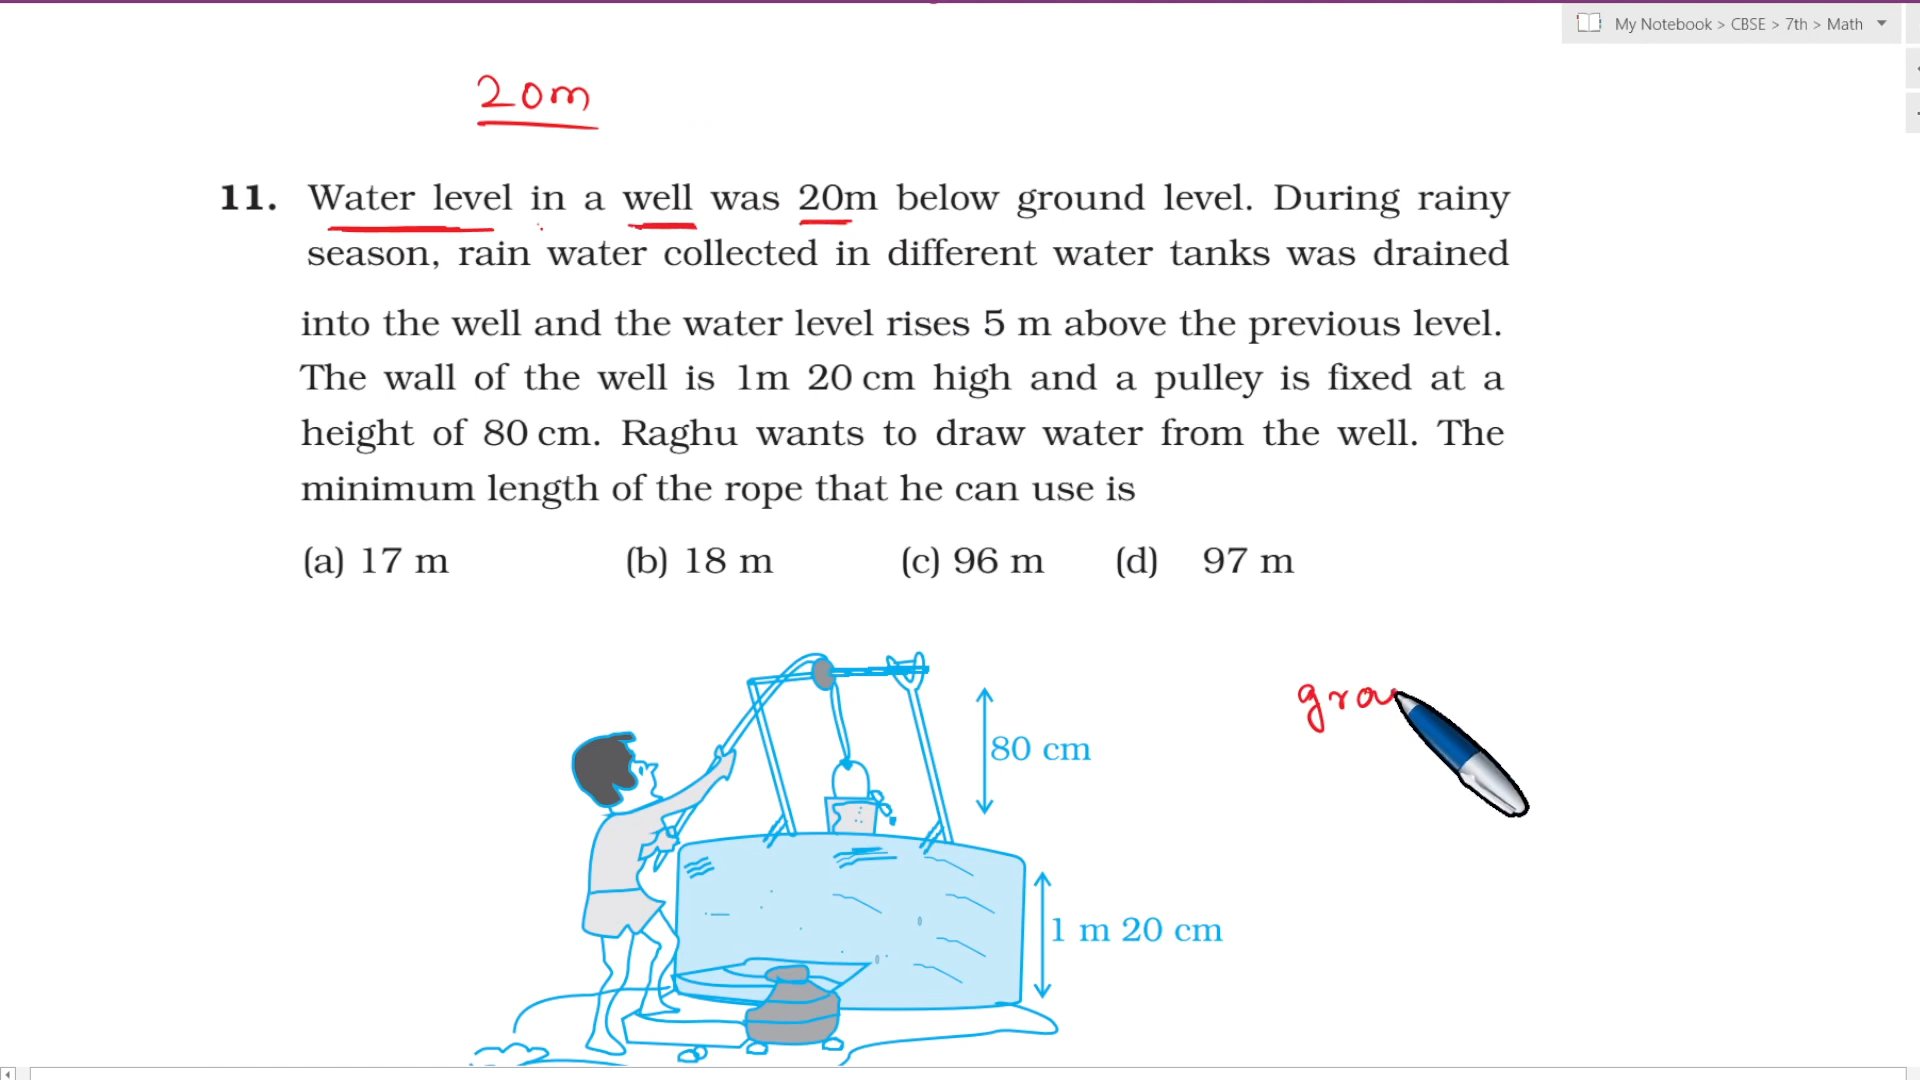 My Notebook > CBSE > 7th > Math
20m
11. Water level in a well was 20m below ground level. During rainy
season, rain water collected in different water tanks was drained
into the well and the water level rises 5 m above the previous level.
The wall of the well is 1m 20 cm high and a pulley is fixed at a
height of 80 cm. Raghu wants to draw water from the well. The
minimum length of the rope that he can use is
(a) 17 m (b) 18 m (c) 96 m (d) 97 m
grou
80 cm
1 m 20 cm